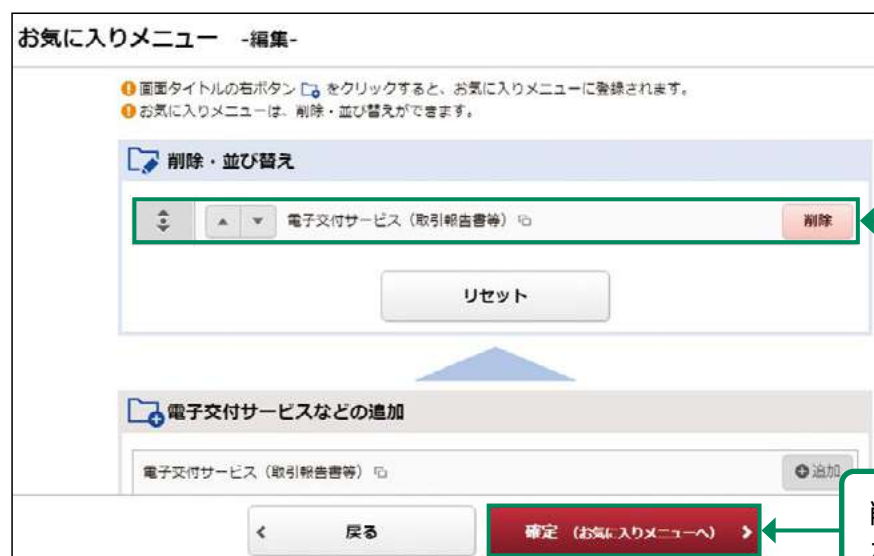 お気に入りメニュー -編集-
画面タイトルの右ボタン をクリックすると、お気に入りメニューに登録されます。
お気に入りメニューは、削除・並び替えができます。
削除・並び替え
電子交付サービス（取引報告書等）
削除
リセット
電子交付サービスなどの追加
電子交付サービス（取引報告書等）
追加
戻る
確定 （お気に入りメニューへ）